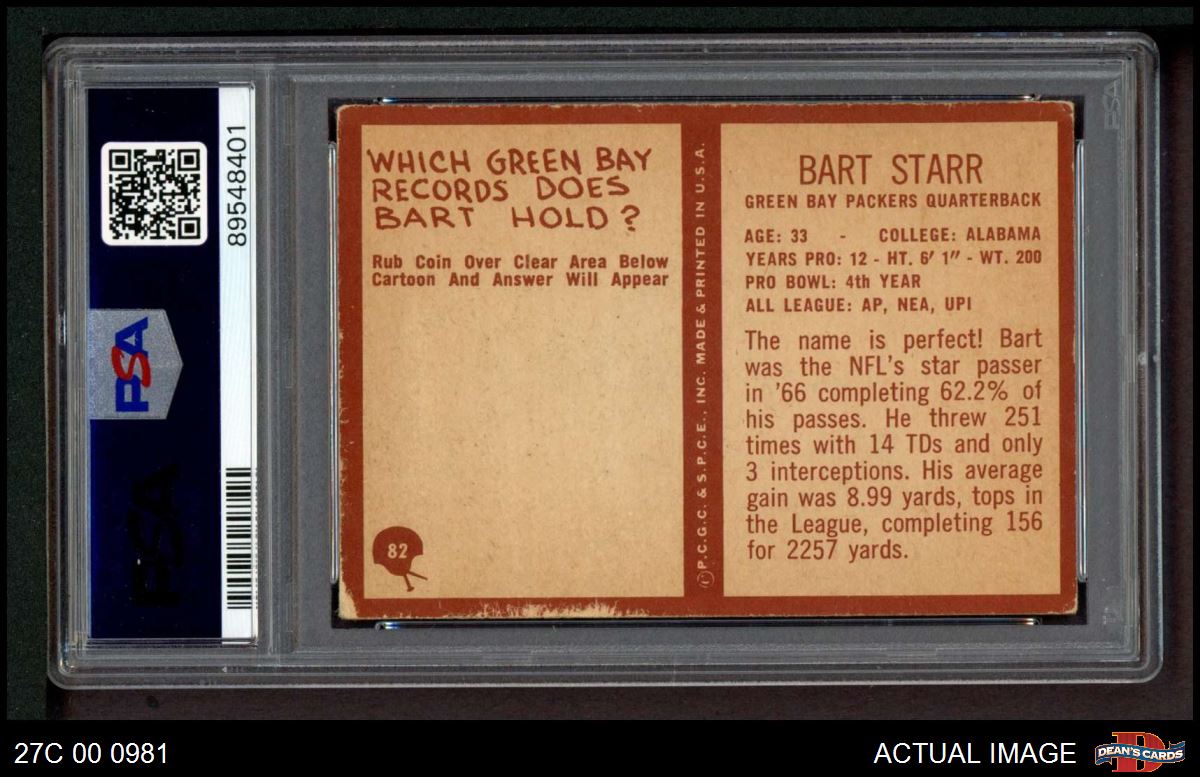 89548401
PSA
PSA
WHICH GREEN BAY
RECORDS DOES
BART HOLD?
Rub Coin Over Clear Area Below
Cartoon And Answer Will Appear
82
©P.C.G.C. & S.P.C.E., INC. MADE & PRINTED IN U.S.A.
BART STARR
GREEN BAY PACKERS QUARTERBACK
AGE: 33 - COLLEGE: ALABAMA
YEARS PRO: 12 - HT. 6' 1" - WT. 200
PRO BOWL: 4th YEAR
ALL LEAGUE: AP, NEA, UPI
The name is perfect! Bart
was the NFL's star passer
in '66 completing 62.2% of
his passes. He threw 251
times with 14 TDs and only
3 interceptions. His average
gain was 8.99 yards, tops in
the League, completing 156
for 2257 yards.
PSA
27C 00 0981
ACTUAL IMAGE
DEAN'S CARDS